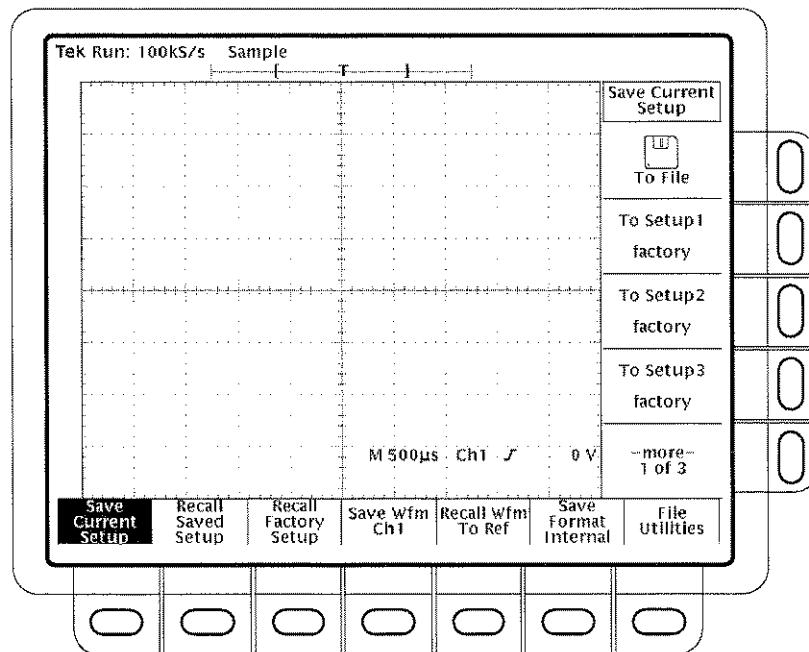 Tek Run: 100kS/s Sample
[ T ]
Save Current
Setup
To File
To Setup1
factory
To Setup2
factory
To Setup3
factory
-more-
1 of 3
M 500µs Ch1 0 V
Save
Current
Setup
Recall
Saved
Setup
Recall
Factory
Setup
Save Wfm
Ch1
Recall Wfm
To Ref
Save
Format
Internal
File
Utilities